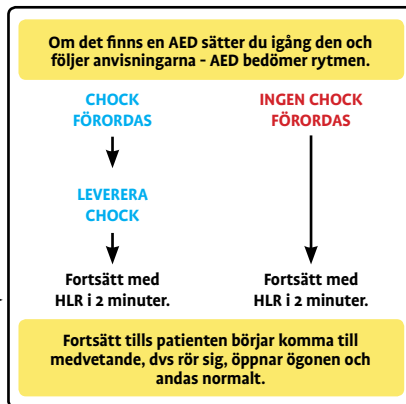 Om det finns en AED sätter du igång den och
följer anvisningarna - AED bedömer rytmen.
CHOCK
FÖRORDAS
LEVERERA
CHOCK
Fortsätt med
HLR i 2 minuter.
INGEN CHOCK
FÖRORDAS
Fortsätt med
HLR i 2 minuter.
Fortsätt tills patienten börjar komma till
medvetande, dvs rör sig, öppnar ögonen och
andas normalt.